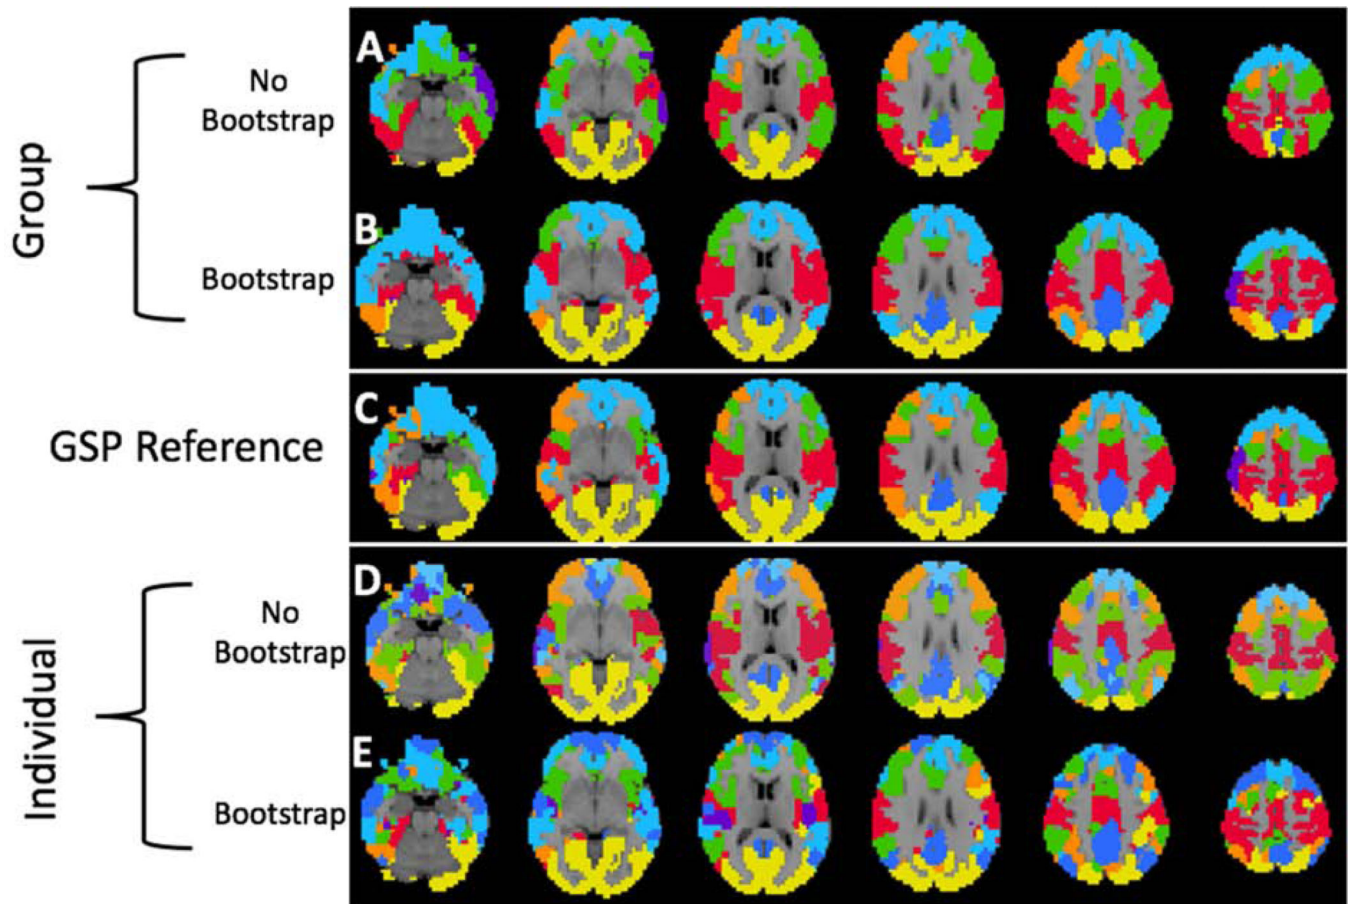 Group
No
Bootstrap
A
Bootstrap
B
GSP Reference
C
Individual
No
Bootstrap
D
Bootstrap
E